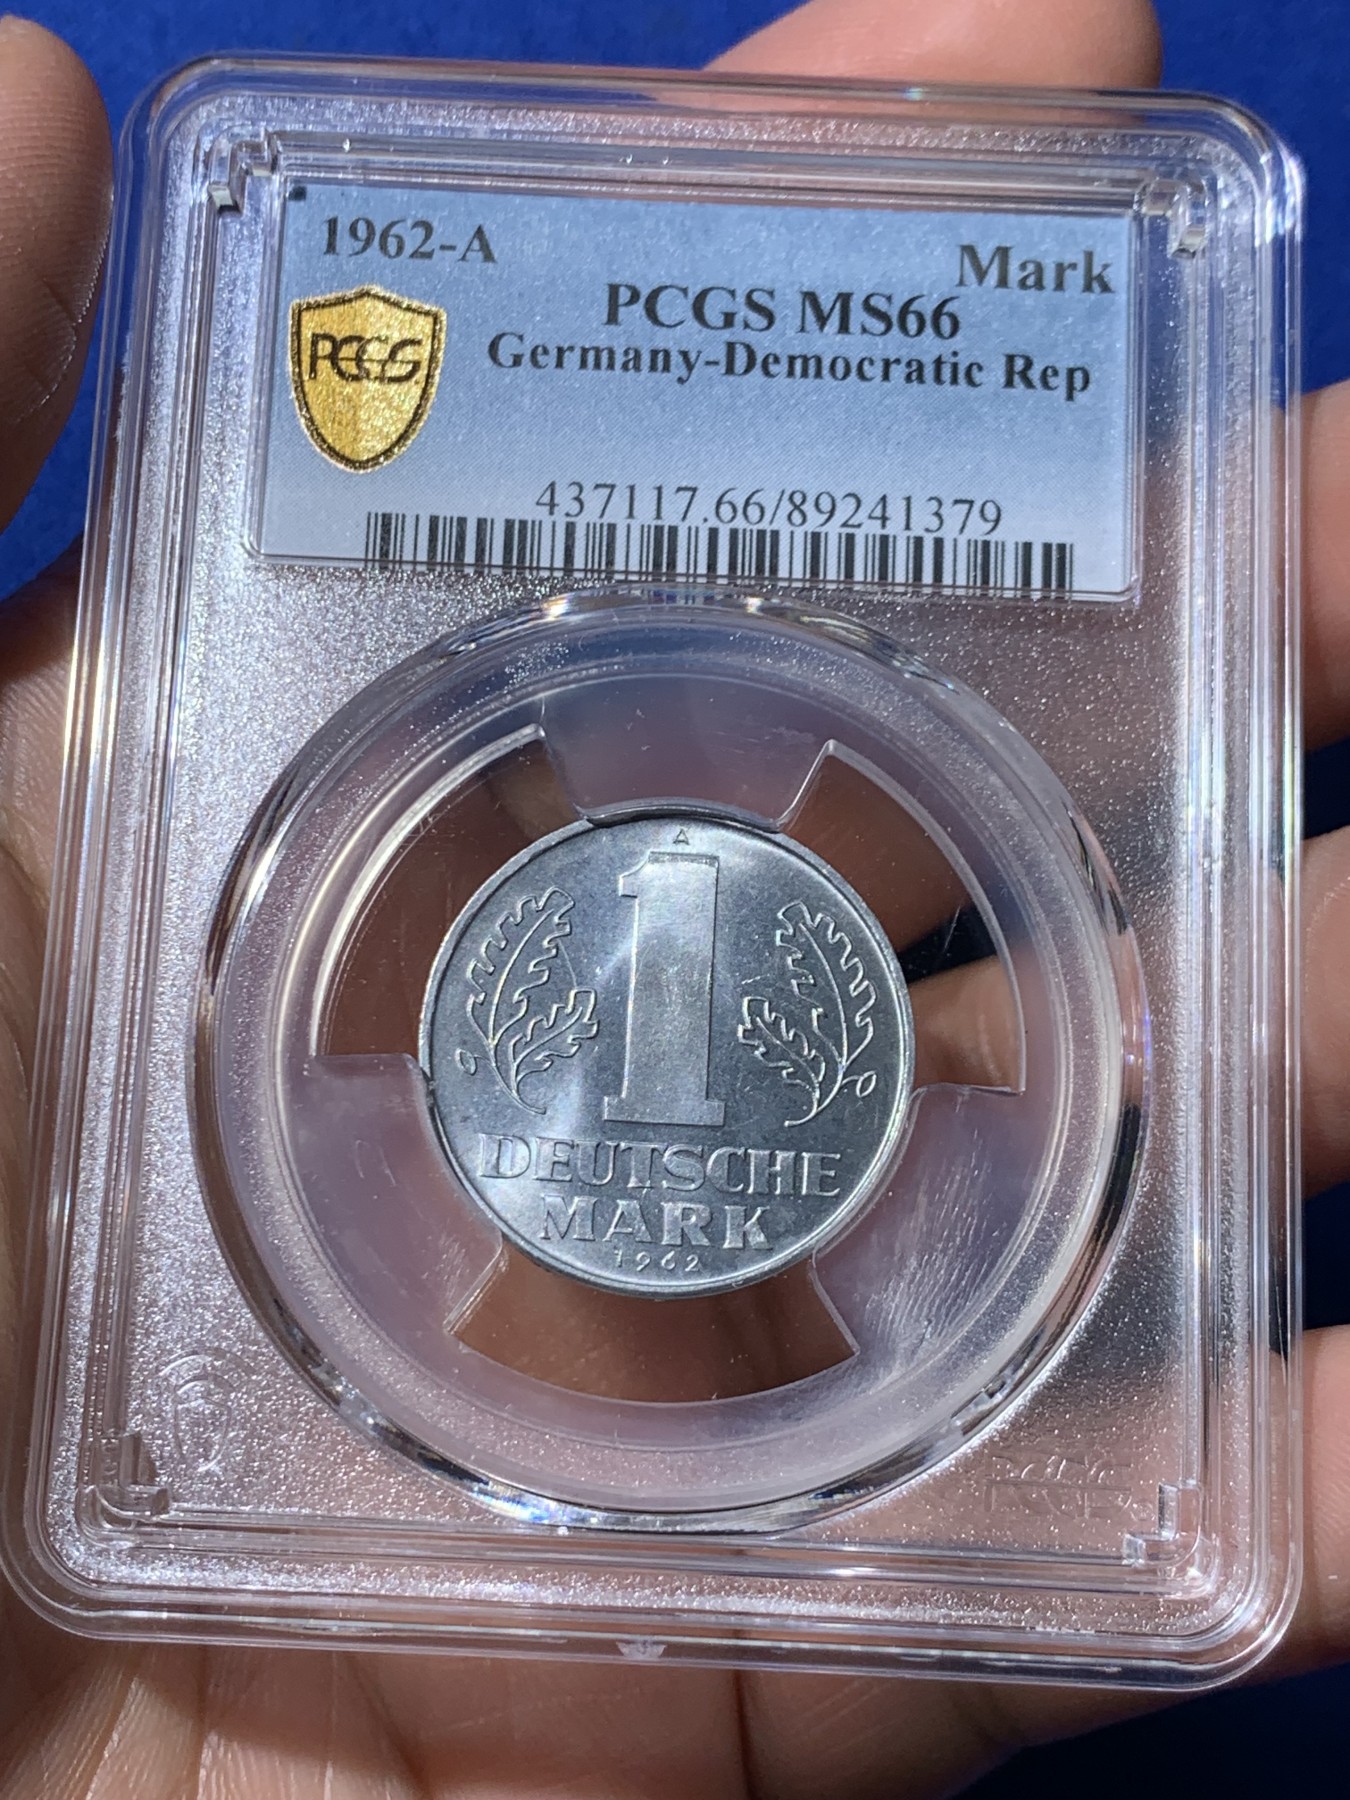 1962-A
Mark
PCGS MS66
PCGS
Germany-Democratic Rep
437117.66/89241379
A
1
DEUTSCHE
MARK
1962